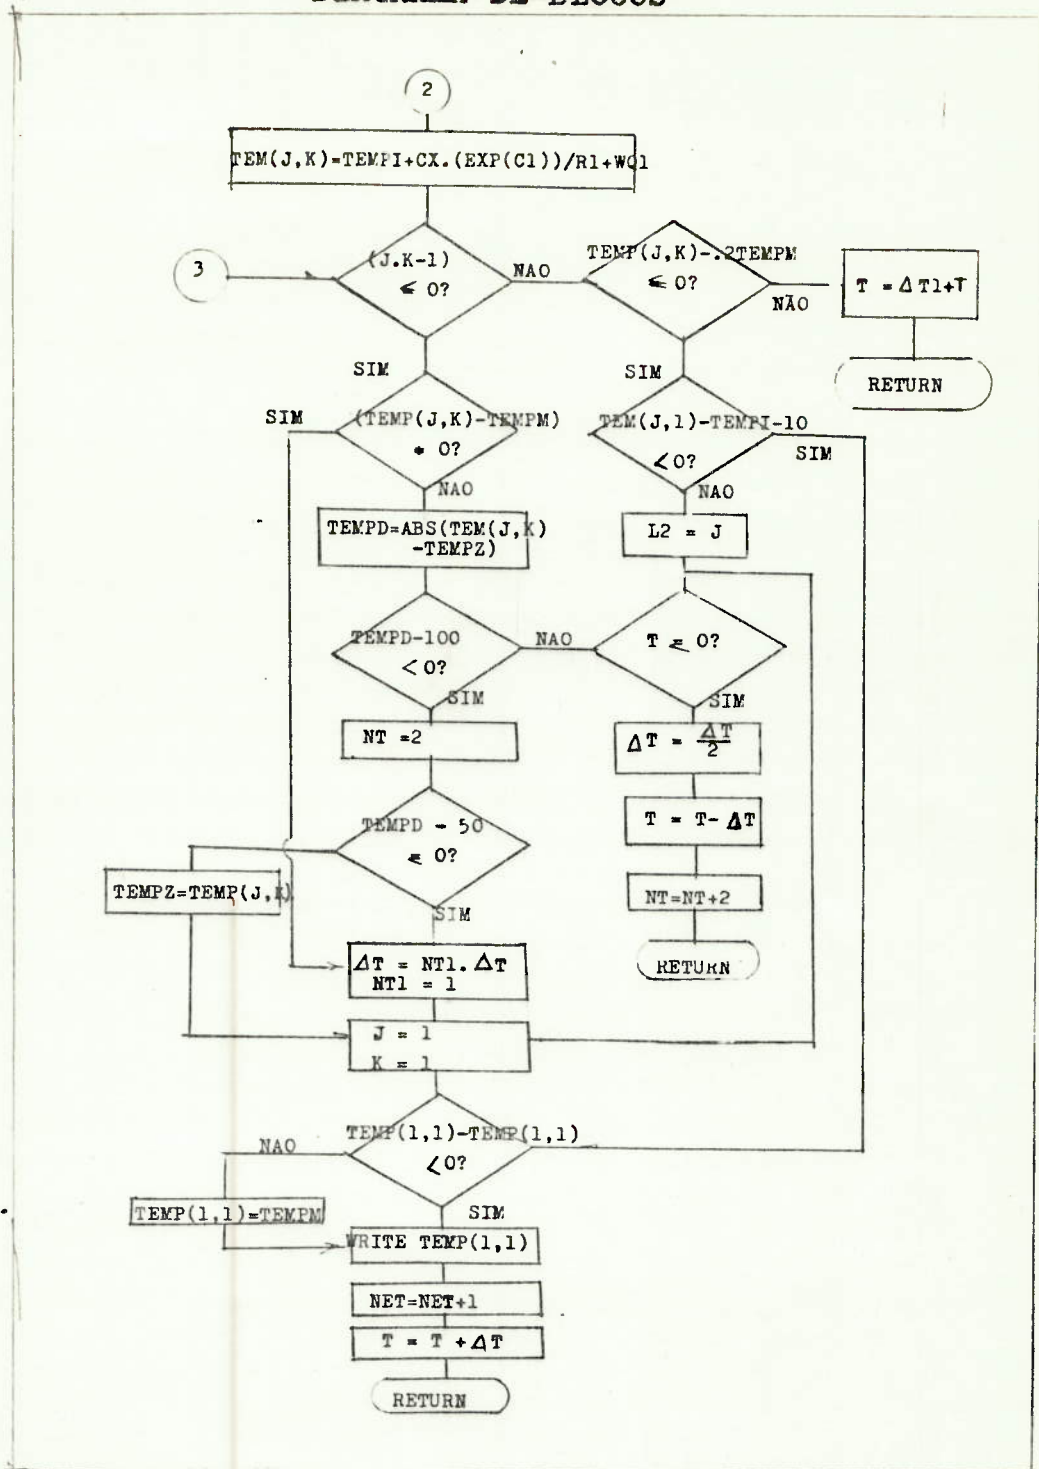 2
TEM(J,K)=TEMPI+CX.(EXP(C1))/R1+WQ1
3
(J.K-1)
≤ 0?
NAO
TEMP(J,K)-.2TEMPM
≤ 0?
NÃO
T = ΔT1+T
RETURN
SIM
SIM
SIM
(TEMP(J,K)-TEMPM)
0?
NAO
TEM(J,1)-TEMPI-10
<0?
SIM
NAO
TEMPD=ABS(TEM(J,K)
-TEMPZ)
L2 = J
TEMPD-100
<0?
NAO
T ≤ 0?
SIM
SIM
NT =2
ΔT = ΔT
2
TEMPD - 50
≤ 0?
T = T- ΔT
TEMPZ=TEMP(J,K)
NT=NT+2
SIM
RETURN
ΔT = NT1.ΔT
NT1 = 1
J = 1
K = 1
TEMP(1,1)-TEMP(1,1)
<0?
NAO
TEMP(1,1)=TEMPM
SIM
WRITE TEMP(1,1)
NET=NET+1
T = T +ΔT
RETURN